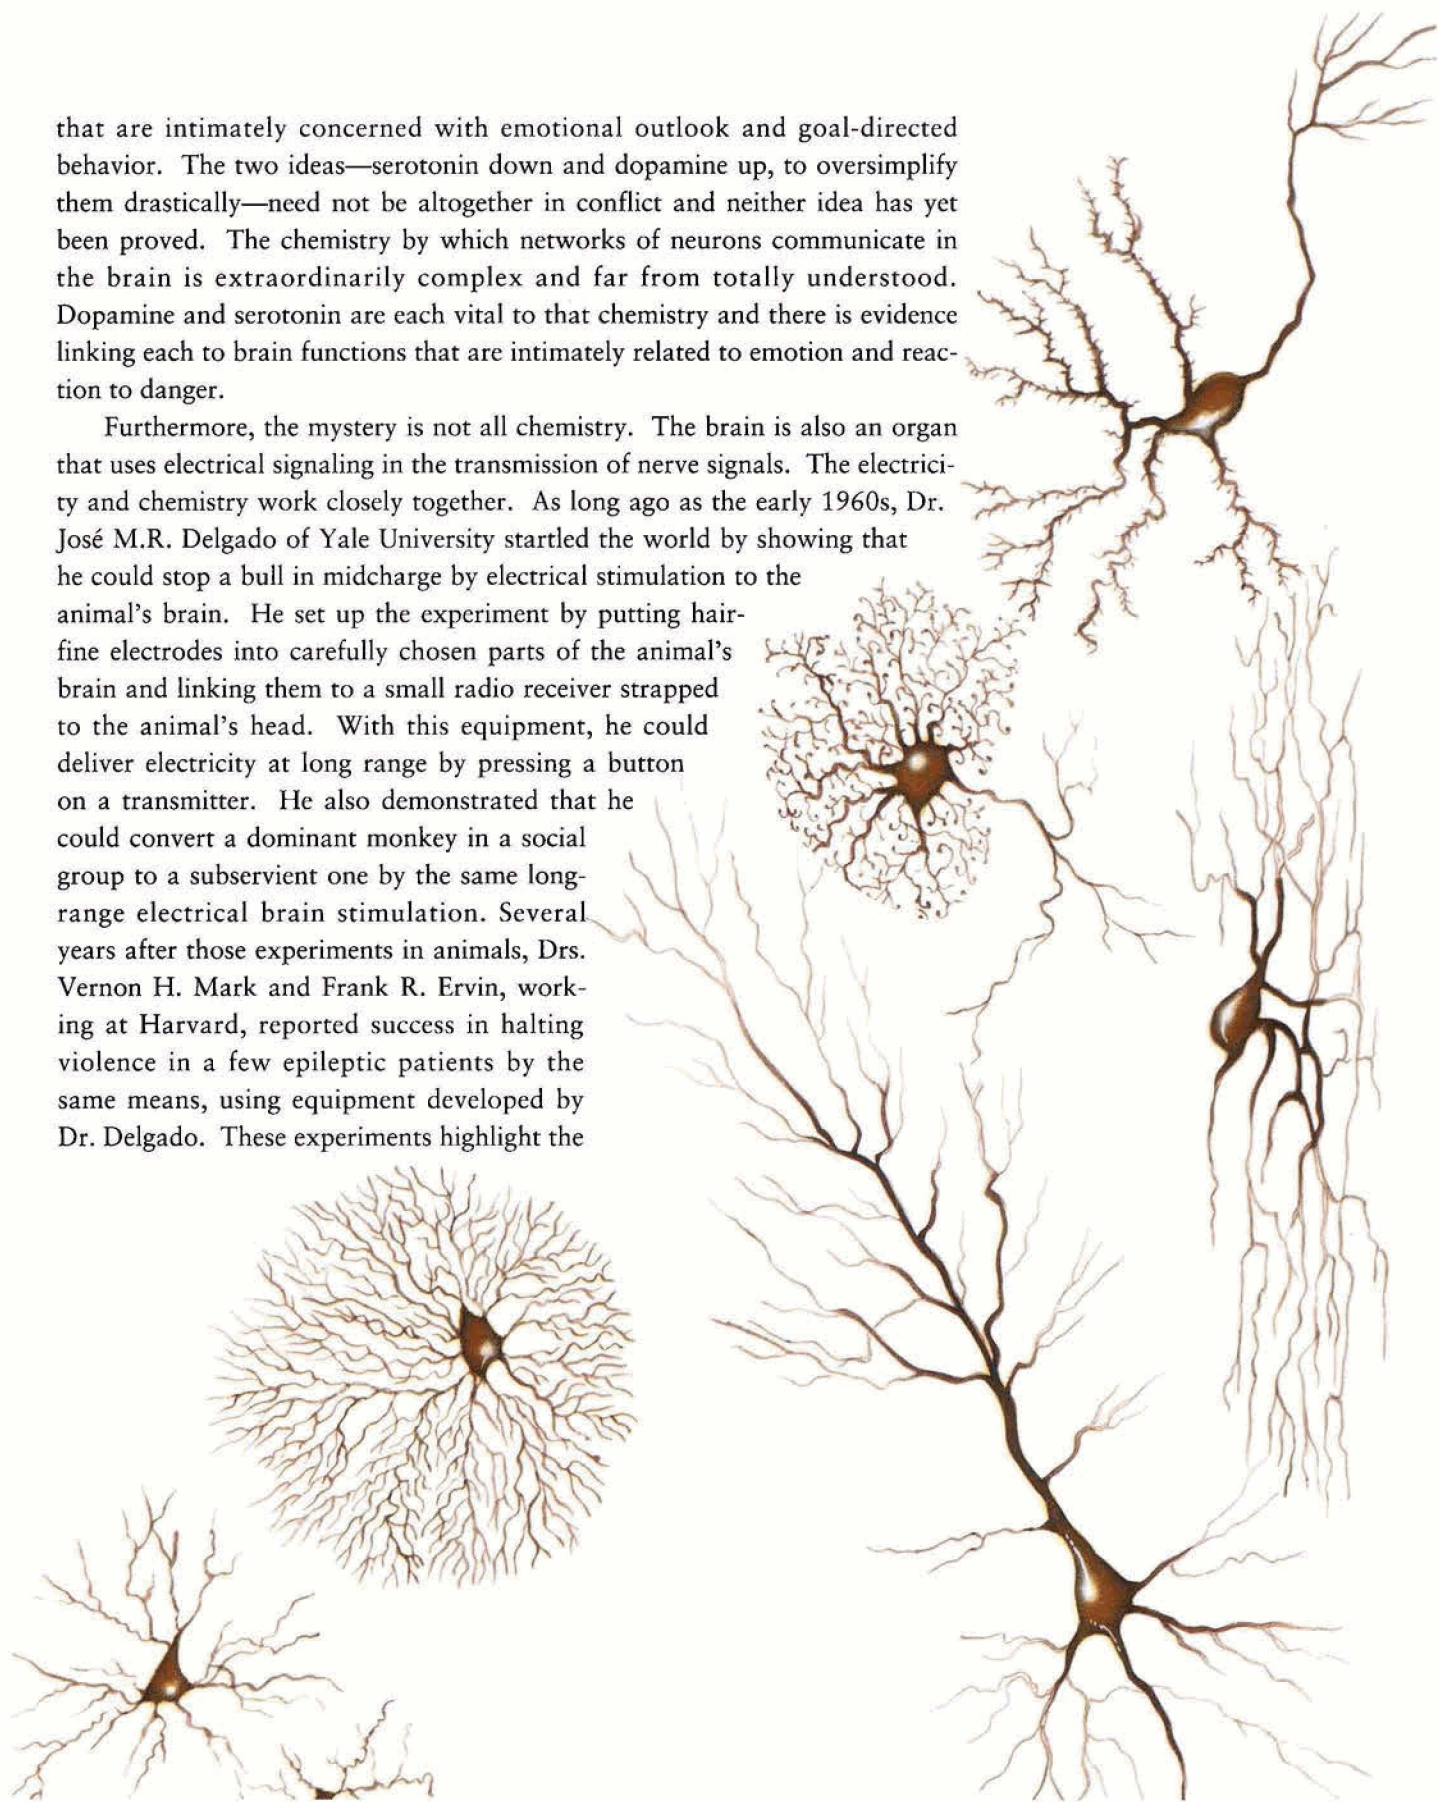 that are intimately concerned with emotional outlook and goal-directed
behavior. The two ideas—serotonin down and dopamine up, to oversimplify
them drastically—need not be altogether in conflict and neither idea has yet
been proved. The chemistry by which networks of neurons communicate in
the brain is extraordinarily complex and far from totally understood.
Dopamine and serotonin are each vital to that chemistry and there is evidence
linking each to brain functions that are intimately related to emotion and reac-
tion to danger.
Furthermore, the mystery is not all chemistry. The brain is also an organ
that uses electrical signaling in the transmission of nerve signals. The electrici-
ty and chemistry work closely together. As long ago as the early 1960s, Dr.
José M.R. Delgado of Yale University startled the world by showing that
he could stop a bull in midcharge by electrical stimulation to the
animal's brain. He set up the experiment by putting hair-
fine electrodes into carefully chosen parts of the animal's
brain and linking them to a small radio receiver strapped
to the animal's head. With this equipment, he could
deliver electricity at long range by pressing a button
on a transmitter. He also demonstrated that he
could convert a dominant monkey in a social
group to a subservient one by the same long-
range electrical brain stimulation. Several
years after those experiments in animals, Drs.
Vernon H. Mark and Frank R. Ervin, work-
ing at Harvard, reported success in halting
violence in a few epileptic patients by the
same means, using equipment developed by
Dr. Delgado. These experiments highlight the